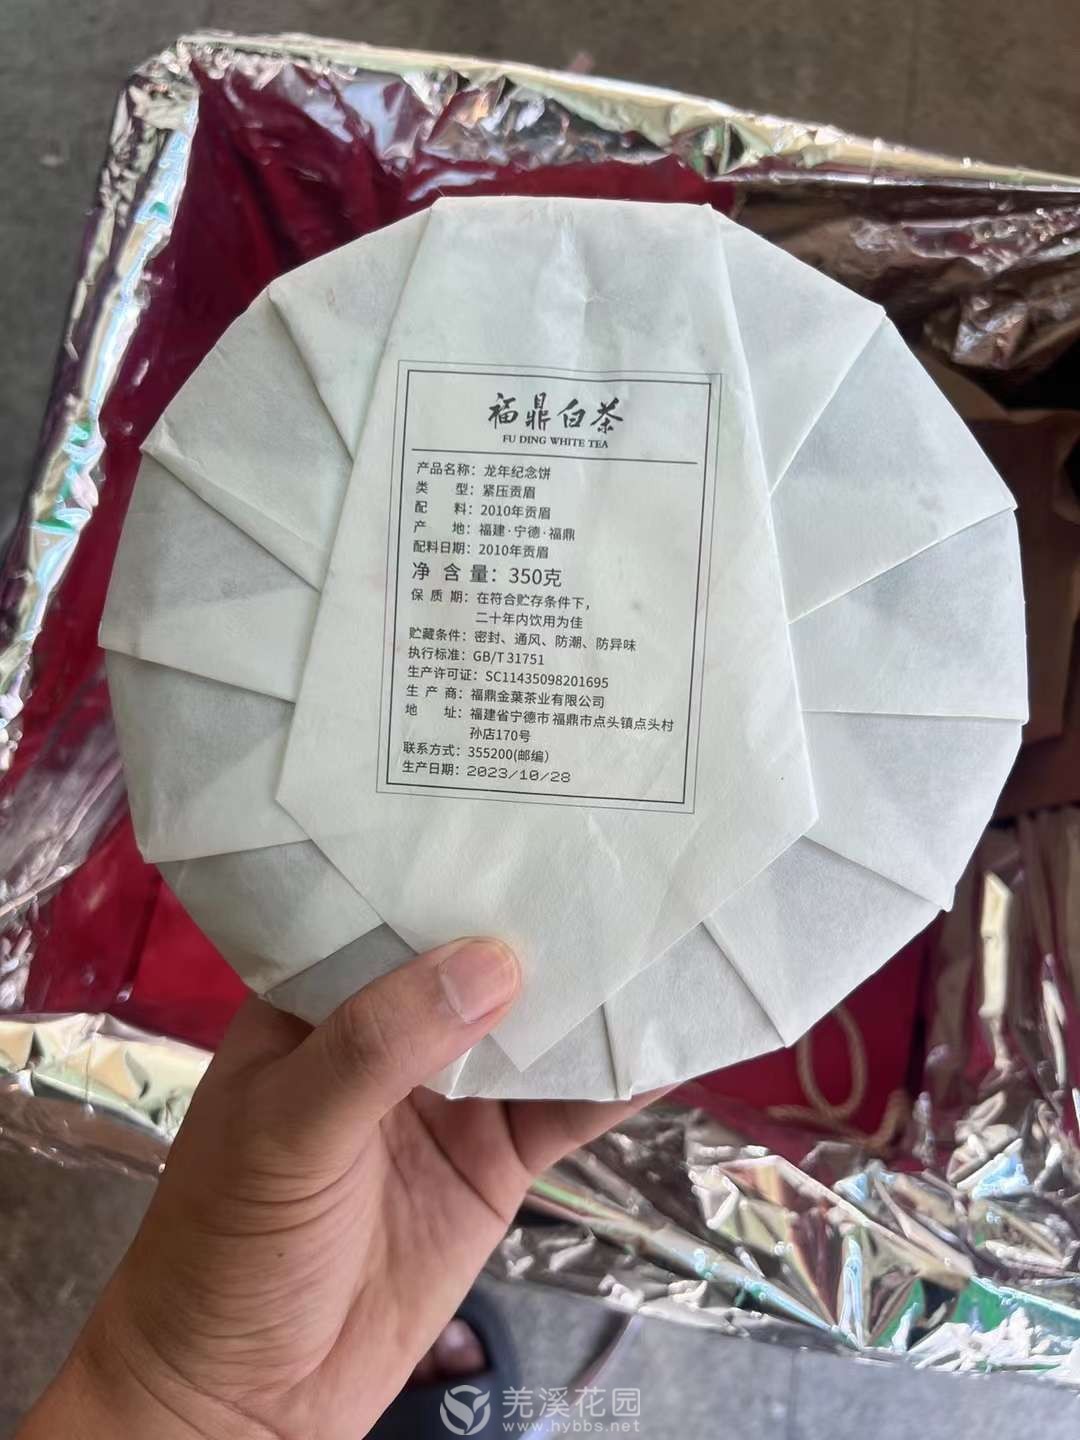 福鼎白茶
FU DING WHITE TEA
产品名称：龙年纪念饼
类 型：紧压贡眉
配 料：2010年贡眉
产 地：福建·宁德·福鼎
配料日期：2010年贡眉
净 含 量：350克
保 质 期：在符合贮存条件下，
二十年内饮用为佳
贮藏条件：密封、通风、防潮、防异味
执行标准：GB/T 31751
生产许可证：SC11435098201695
生 产 商：福鼎金葉茶业有限公司
地 址：福建省宁德市福鼎市点头镇点头村
孙店170号
联系方式：355200(邮编）
生产日期：2023/10/28
羌溪花园
www.hybbs.net